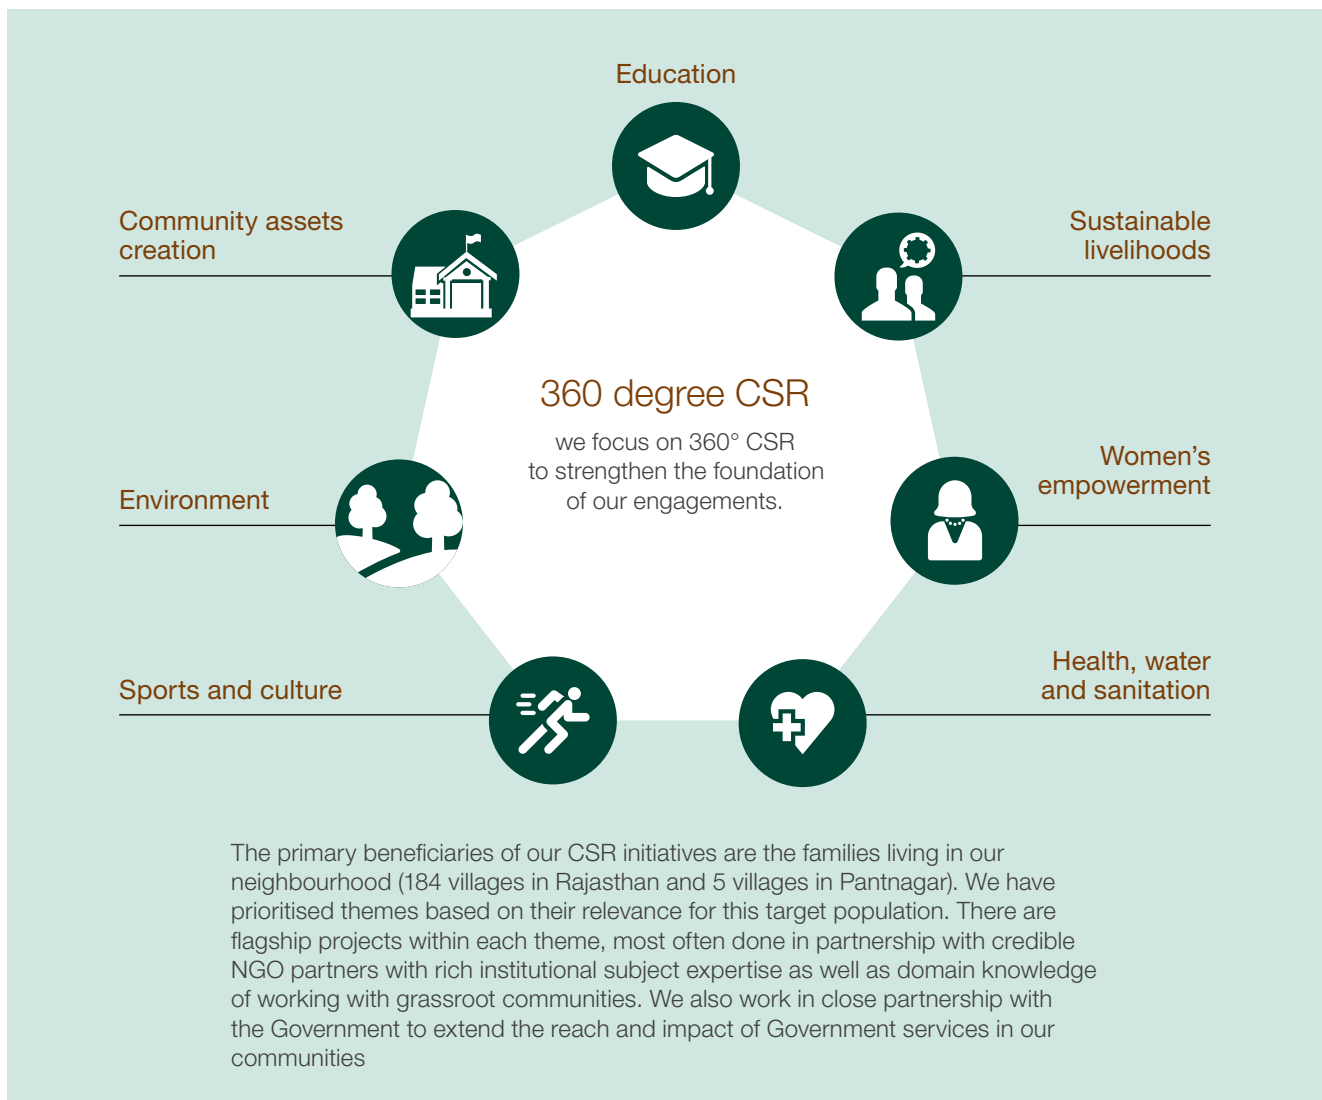 Education
Community assets
creation
Sustainable
livelihoods
360 degree CSR
we focus on 360° CSR
to strengthen the foundation
of our engagements.
Environment
Women’s
empowerment
Sports and culture
Health, water
and sanitation
The primary beneficiaries of our CSR initiatives are the families living in our
neighbourhood (184 villages in Rajasthan and 5 villages in Pantnagar). We have
prioritised themes based on their relevance for this target population. There are
flagship projects within each theme, most often done in partnership with credible
NGO partners with rich institutional subject expertise as well as domain knowledge
of working with grassroot communities. We also work in close partnership with
the Government to extend the reach and impact of Government services in our
communities